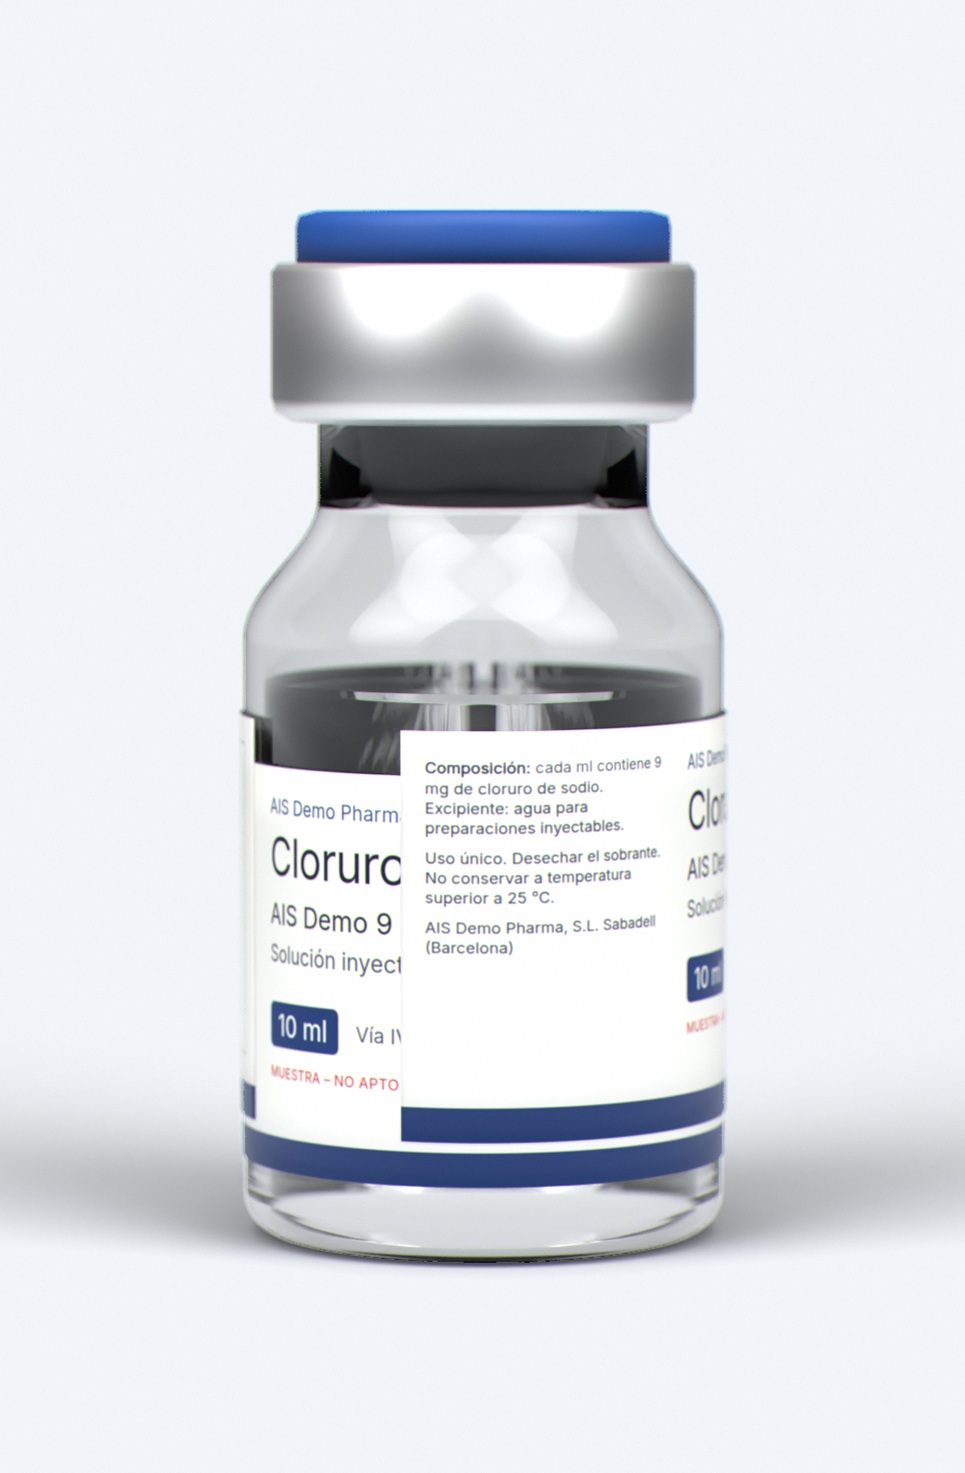 AIS Demo Pharm
Cloruro
AIS Demo 9
Solución inyect
10 ml
Vía IV
MUESTRA – NO APTO
Composición: cada ml contiene 9
mg de cloruro de sodio.
Excipiente: agua para
preparaciones inyectables.
Uso único. Desechar el sobrante.
No conservar a temperatura
superior a 25 °C.
AIS Demo Pharma, S.L. Sabadell
(Barcelona)
AIS Demo
Clor
AIS De
Solución
10 ml
MUESTRA